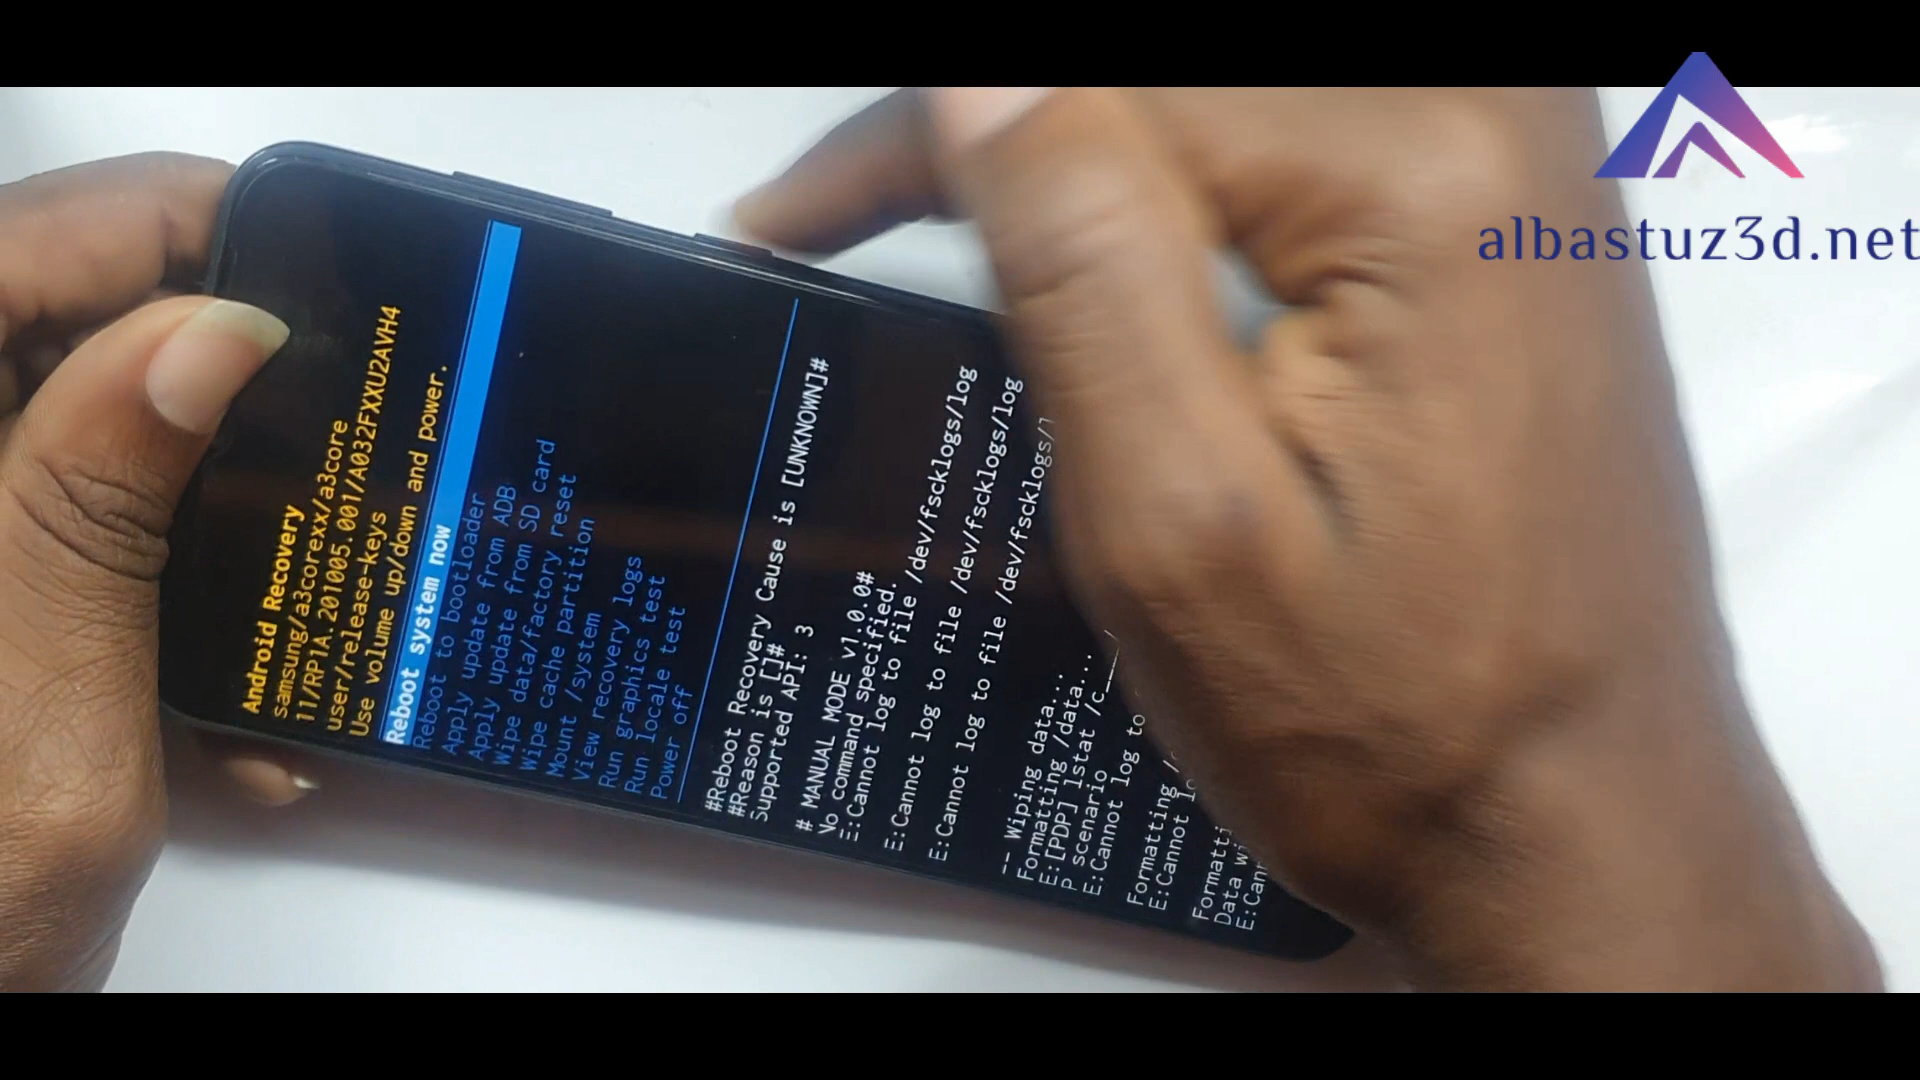 albastuz3d.net
Android Recovery
samsung/a3corexx/a3core
11/RP1A.201005.001/A032FXXU2AVH4
user/release-keys
Use volume up/down and power.
Reboot system now
Reboot to bootloader
Apply update from ADB
Apply update from SD card
Wipe data/factory reset
Wipe cache partition
Mount /system
View recovery logs
Run graphics test
Run locale test
Power off
#Reboot Recovery Cause is [UNKNOWN]#
#Reason is []#
Supported API: 3
# MANUAL MODE v1.0.0#
No command specified.
E:Cannot log to file /dev/fscklogs/log
E:Cannot log to file /dev/fscklogs/log
E:Cannot log to file /dev/fscklogs/l
-- Wiping data...
Formatting /data...
E:[PDP] lstat /c
P scenario
E:Cannot log to
Formatting /
E:Cannot lo
Formatti
Data wi
E:Cann